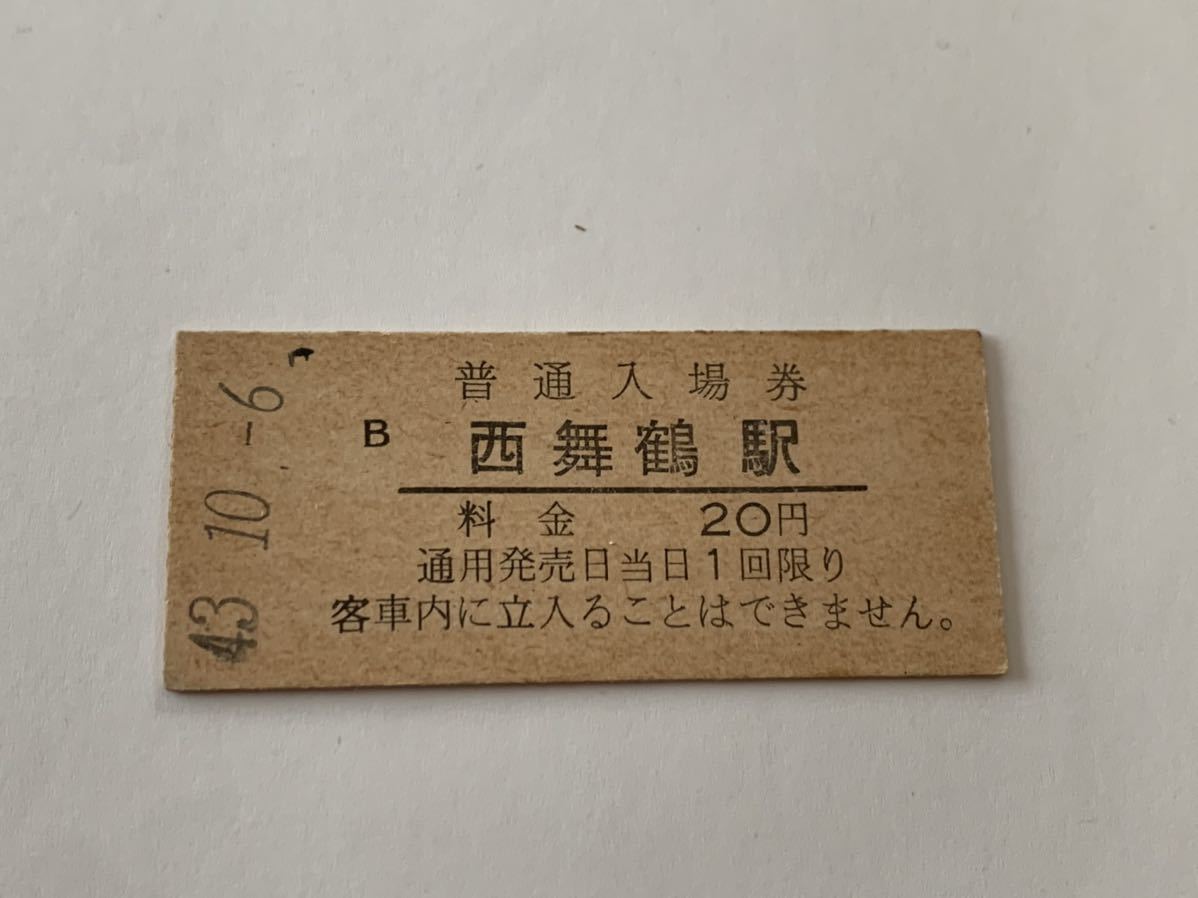 43 10 -6
普通入場券
B 西舞鶴駅
料金 20円
通用発売日当日1回限り
客車内に立入ることはできません。